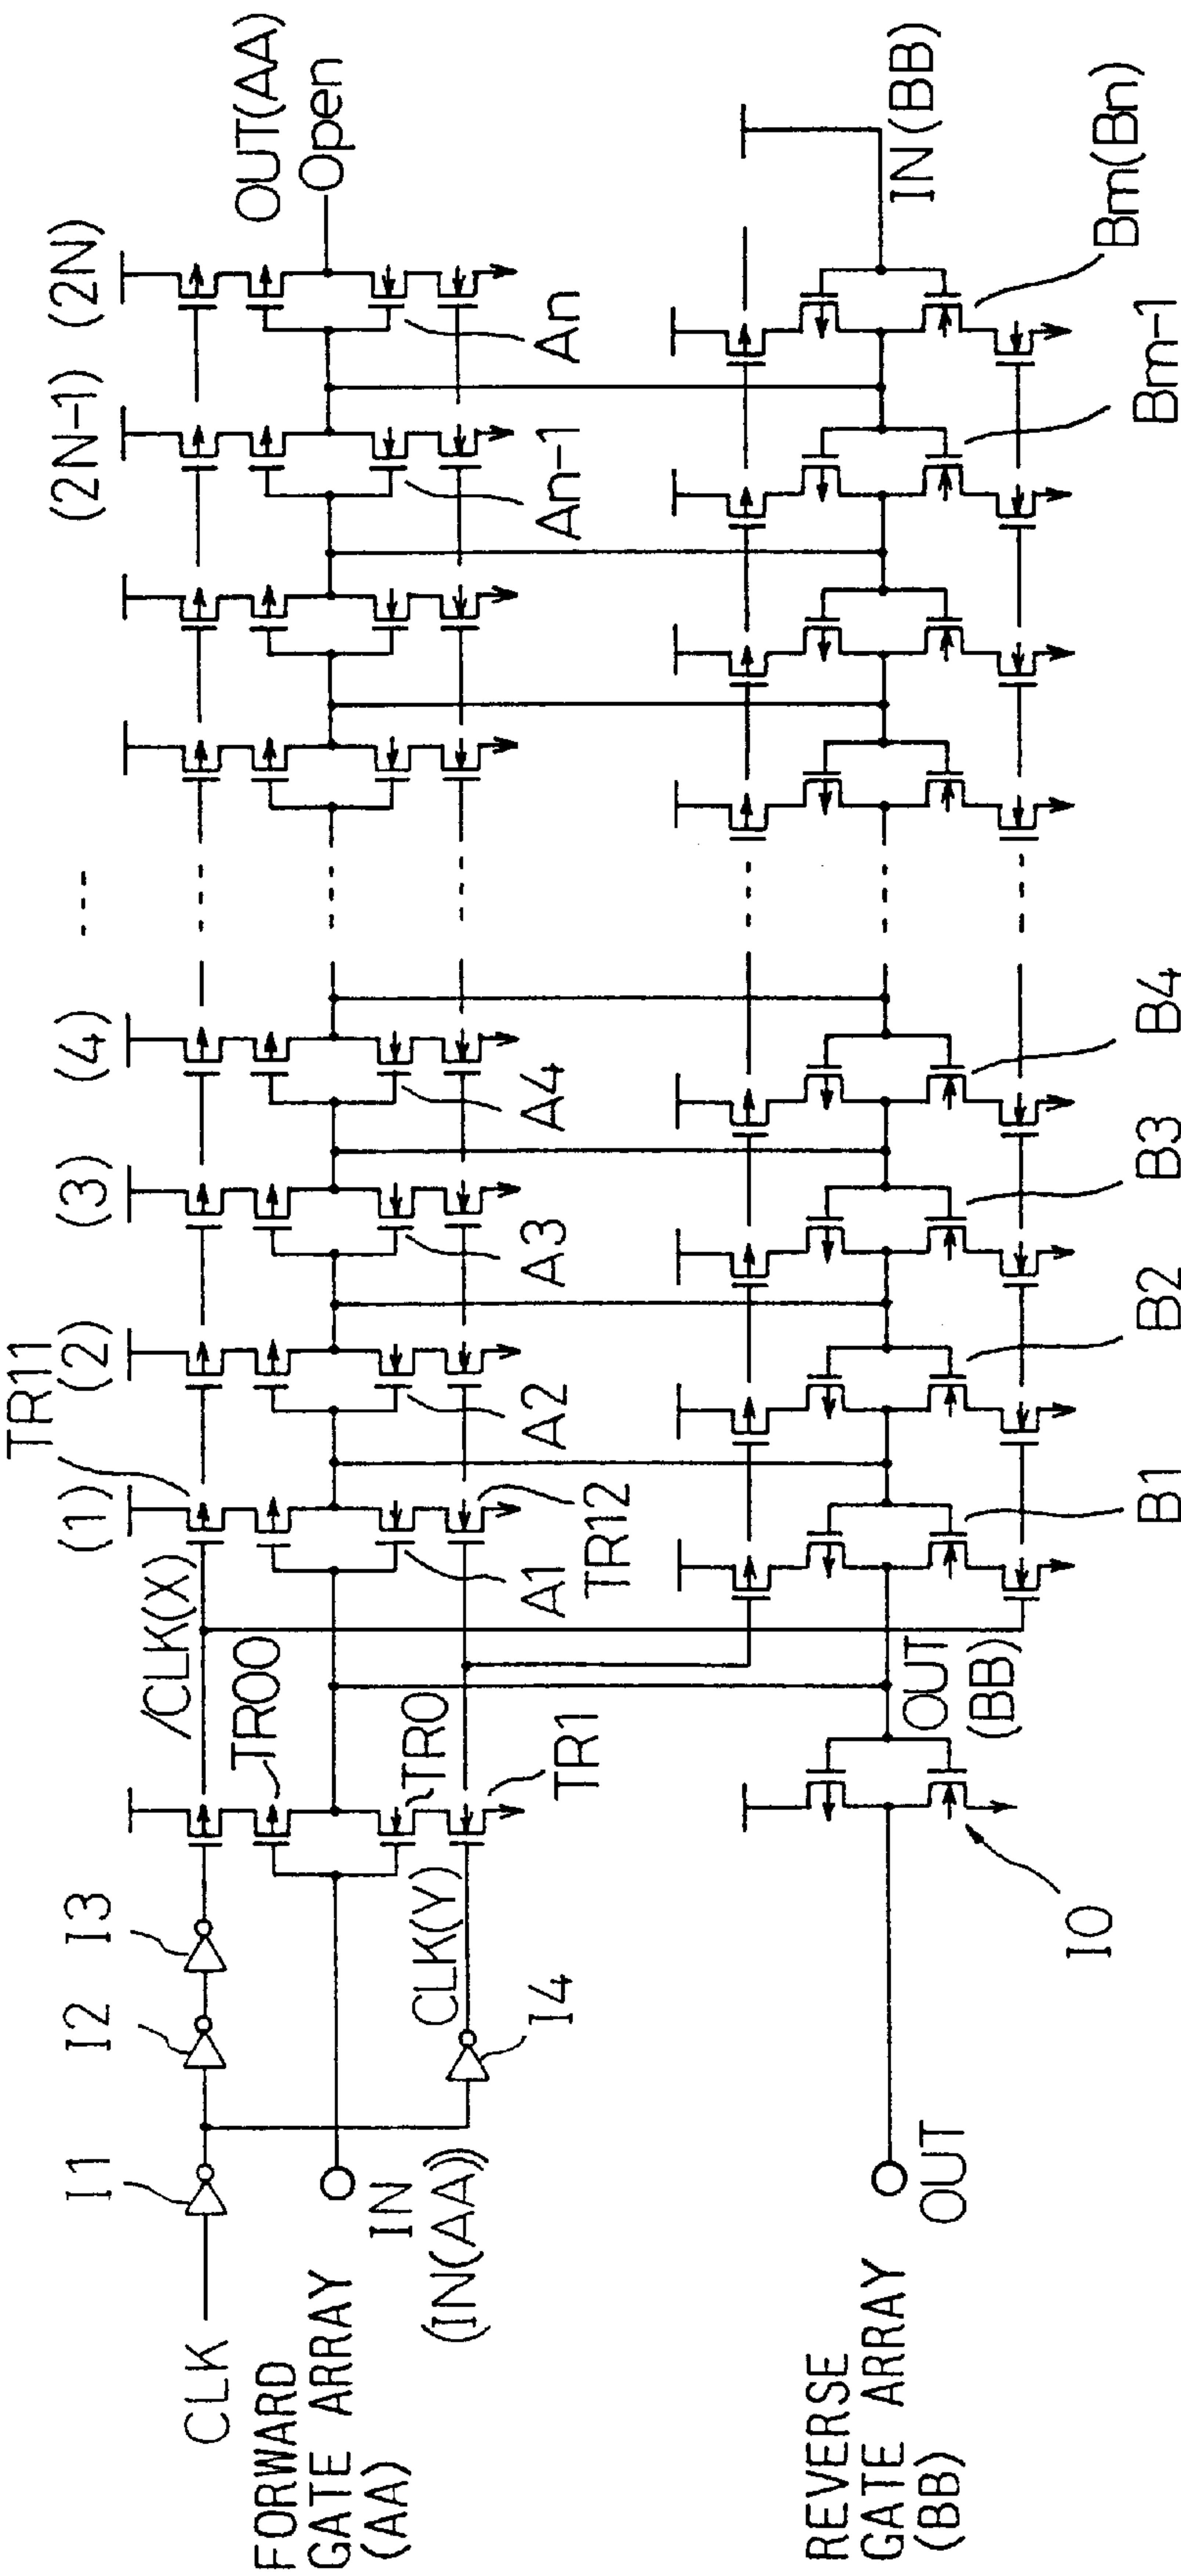 CLK
I1
I2
I3
I4
/CLK(X)
CLK(Y)
TR11
(1)
(2)
(3)
(4)
---
(2N-1)
(2N)
FORWARD
GATE ARRAY
(AA)
IN
(IN(AA))
TR00
TR0
TR1
TR12
A1
A2
A3
A4
An-1
An
OUT(AA)
Open
REVERSE
GATE ARRAY
(BB)
OUT
I0
OUT
(BB)
B1
B2
B3
B4
Bm-1
Bm(Bn)
IN(BB)